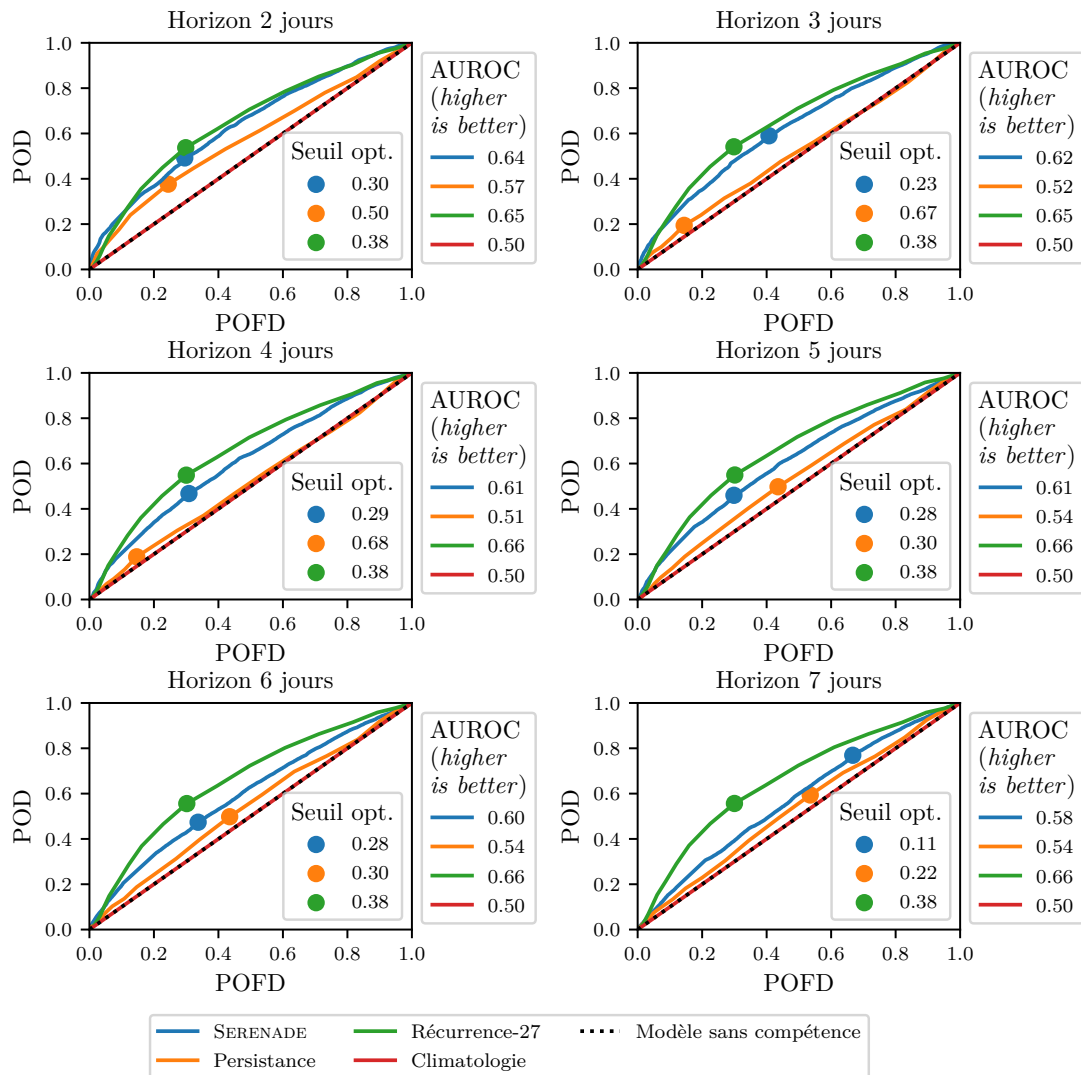 Horizon 2 jours
1.0
0.8
0.6
0.4
0.2
0.0
POD
0.0 0.2 0.4 0.6 0.8 1.0
POFD
Seuil opt.
0.30
0.50
0.38
AUROC
(higher
is better)
0.64
0.57
0.65
0.50
Horizon 3 jours
1.0
0.8
0.6
0.4
0.2
0.0
POD
0.0 0.2 0.4 0.6 0.8 1.0
POFD
Seuil opt.
0.23
0.67
0.38
AUROC
(higher
is better)
0.62
0.52
0.65
0.50
Horizon 4 jours
1.0
0.8
0.6
0.4
0.2
0.0
POD
0.0 0.2 0.4 0.6 0.8 1.0
POFD
Seuil opt.
0.29
0.68
0.38
AUROC
(higher
is better)
0.61
0.51
0.66
0.50
Horizon 5 jours
1.0
0.8
0.6
0.4
0.2
0.0
POD
0.0 0.2 0.4 0.6 0.8 1.0
POFD
Seuil opt.
0.28
0.30
0.38
AUROC
(higher
is better)
0.61
0.54
0.66
0.50
Horizon 6 jours
1.0
0.8
0.6
0.4
0.2
0.0
POD
0.0 0.2 0.4 0.6 0.8 1.0
POFD
Seuil opt.
0.28
0.30
0.38
AUROC
(higher
is better)
0.60
0.54
0.66
0.50
Horizon 7 jours
1.0
0.8
0.6
0.4
0.2
0.0
POD
0.0 0.2 0.4 0.6 0.8 1.0
POFD
Seuil opt.
0.11
0.22
0.38
AUROC
(higher
is better)
0.58
0.54
0.66
0.50
SERENADE Récurrence-27 Modèle sans compétence
Persistance Climatologie